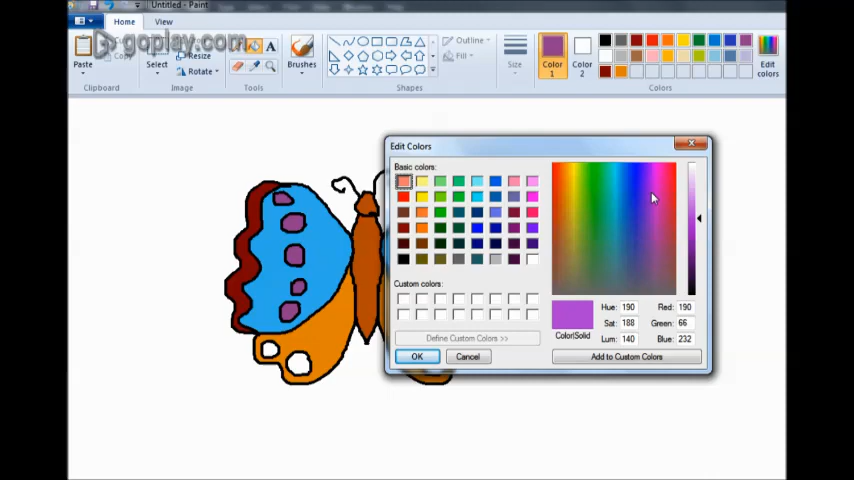 Untitled - Paint
Home
View
goplay.com
Paste
Copy
Select
Resize
Rotate
A
Brushes
Outline
Fill
Size
Color
1
Color
2
Edit
colors
Clipboard
Image
Tools
Shapes
Colors
Edit Colors
Basic colors:
Custom colors:
Define Custom Colors >>
OK
Cancel
Color|Solid
Hue: 190
Sat: 188
Lum: 140
Red: 190
Green: 66
Blue: 232
Add to Custom Colors